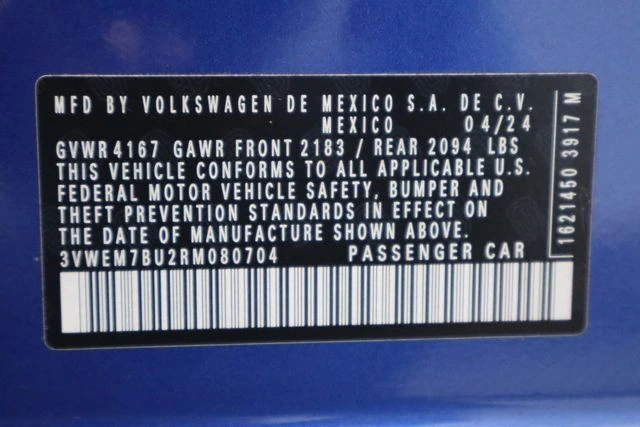 MFD BY VOLKSWAGEN DE MEXICO S.A. DE C.V.
MEXICO 04/24
GVWR 4167 GAWR FRONT 2183 / REAR 2094 LBS
THIS VEHICLE CONFORMS TO ALL APPLICABLE U.S.
FEDERAL MOTOR VEHICLE SAFETY, BUMPER AND
THEFT PREVENTION STANDARDS IN EFFECT ON
THE DATE OF MANUFACTURE SHOWN ABOVE.
3VWEM7BU2RM080704 PASSENGER CAR
1621450 3917 M